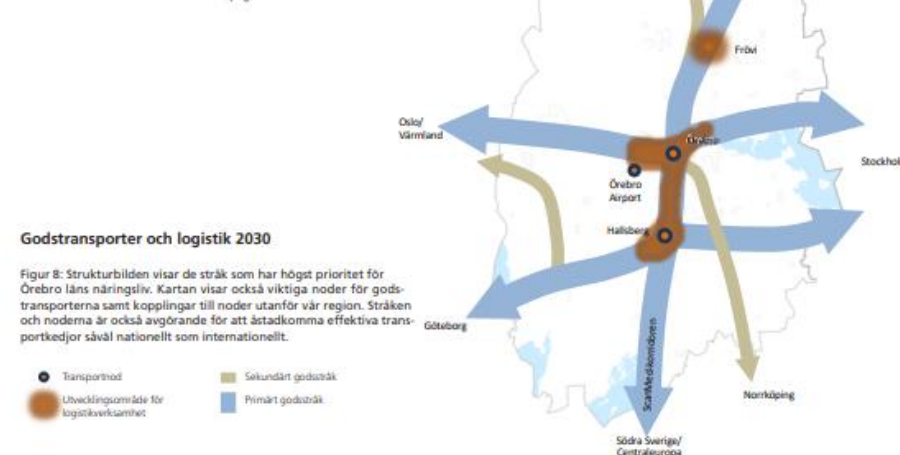 Frövi
Oslo/
Värmland
Örebro
Stockhol
Örebro
Airport
Hallsberg
Godstransporter och logistik 2030
Figur 8: Strukturbilden visar de stråk som har högst prioritet för
Örebro läns näringsliv. Kartan visar också viktiga noder för gods-
transporterna samt kopplingar till noder utanför vår region. Stråken
och noderna är också avgörande för att åstadkomma effektiva trans-
portkedjor såväl nationellt som internationellt.
Göteborg
ScanMed-korridoren
Transportnod
Sekundärt godsstråk
Utvecklingsområde för
logistikverksamhet
Primärt godsstråk
Norrköping
Södra Sverige/
Centraleuropa